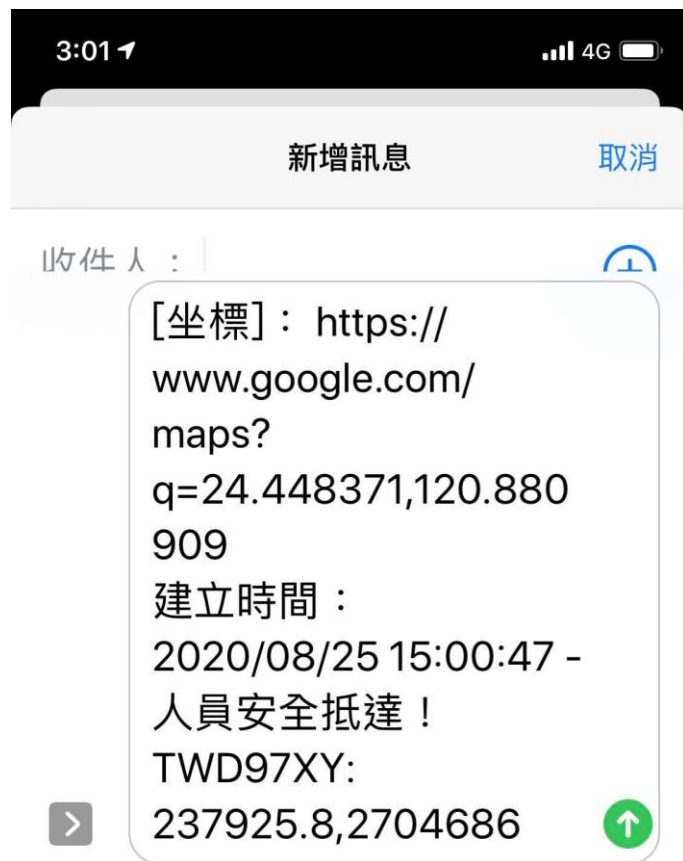 3:01
4G
新增訊息
取消
收件人：
[坐標]： https://
www.google.com/
maps?
q=24.448371,120.880
909
建立時間：
2020/08/25 15:00:47 -
人員安全抵達！
TWD97XY:
237925.8,2704686